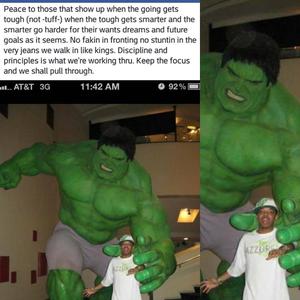 Peace to those that show up when the going gets
tough (not -tuff-) when the tough gets smarter and the
smarter go harder for their wants dreams and future
goals as it seems. No fakin in fronting no stuntin in the
very jeans we walk in like kings. Discipline and
principles is what we're working thru. Keep the focus
and we shall pull through.
AT&T 3G 11:42 AM 92%